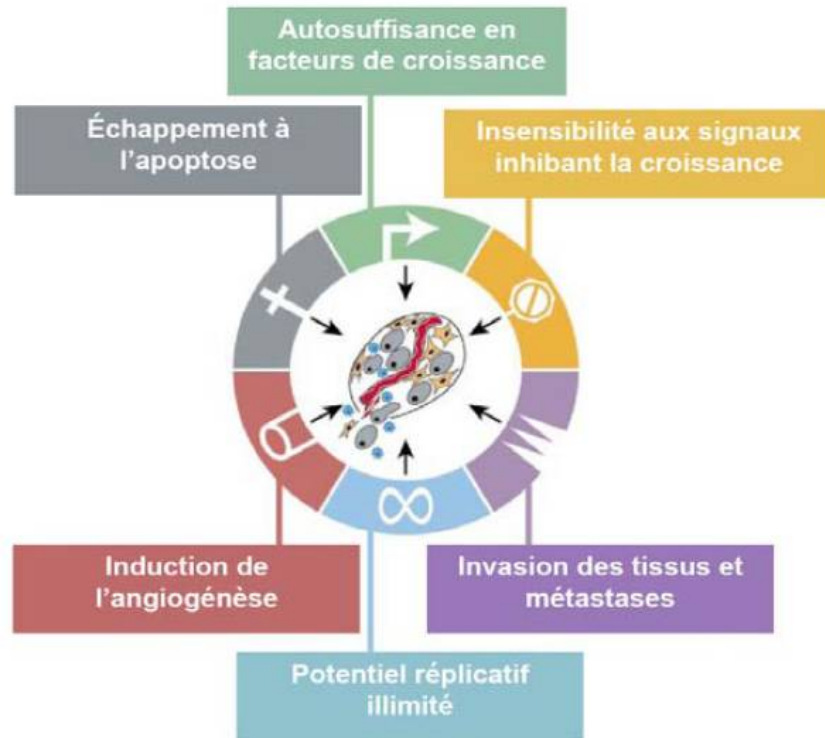 Autosuffisance en
facteurs de croissance
Échappement à
l'apoptose
Insensibilité aux signaux
inhibant la croissance
Induction de
l'angiogénèse
Invasion des tissus et
métastases
Potentiel réplicatif
illimité